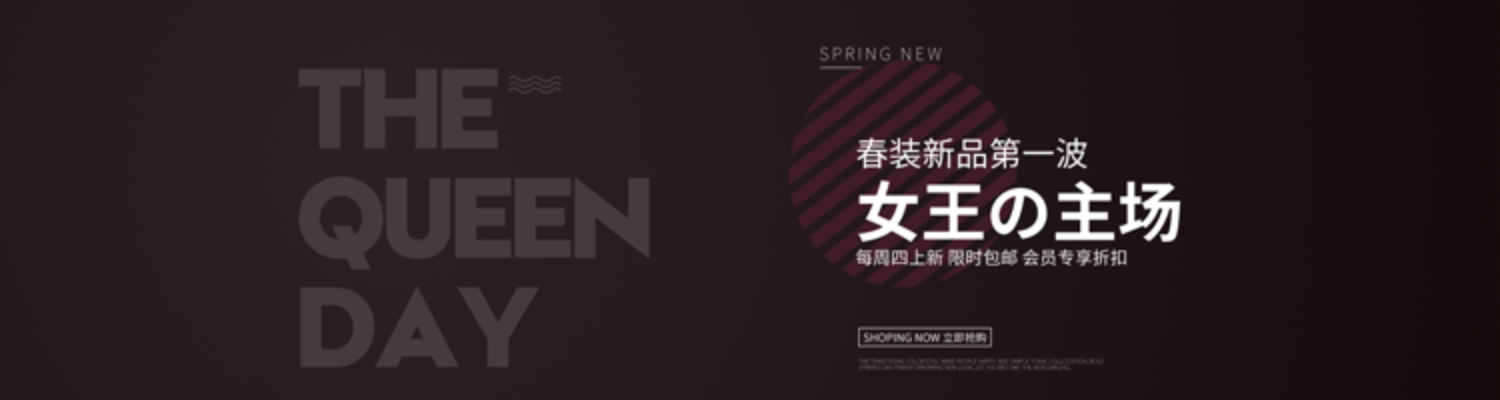 THE
QUEEN
DAY
SPRING NEW
春装新品第一波
女王の主场
每周四上新 限时包邮 会员专享折扣
SHOPING NOW 立即抢购